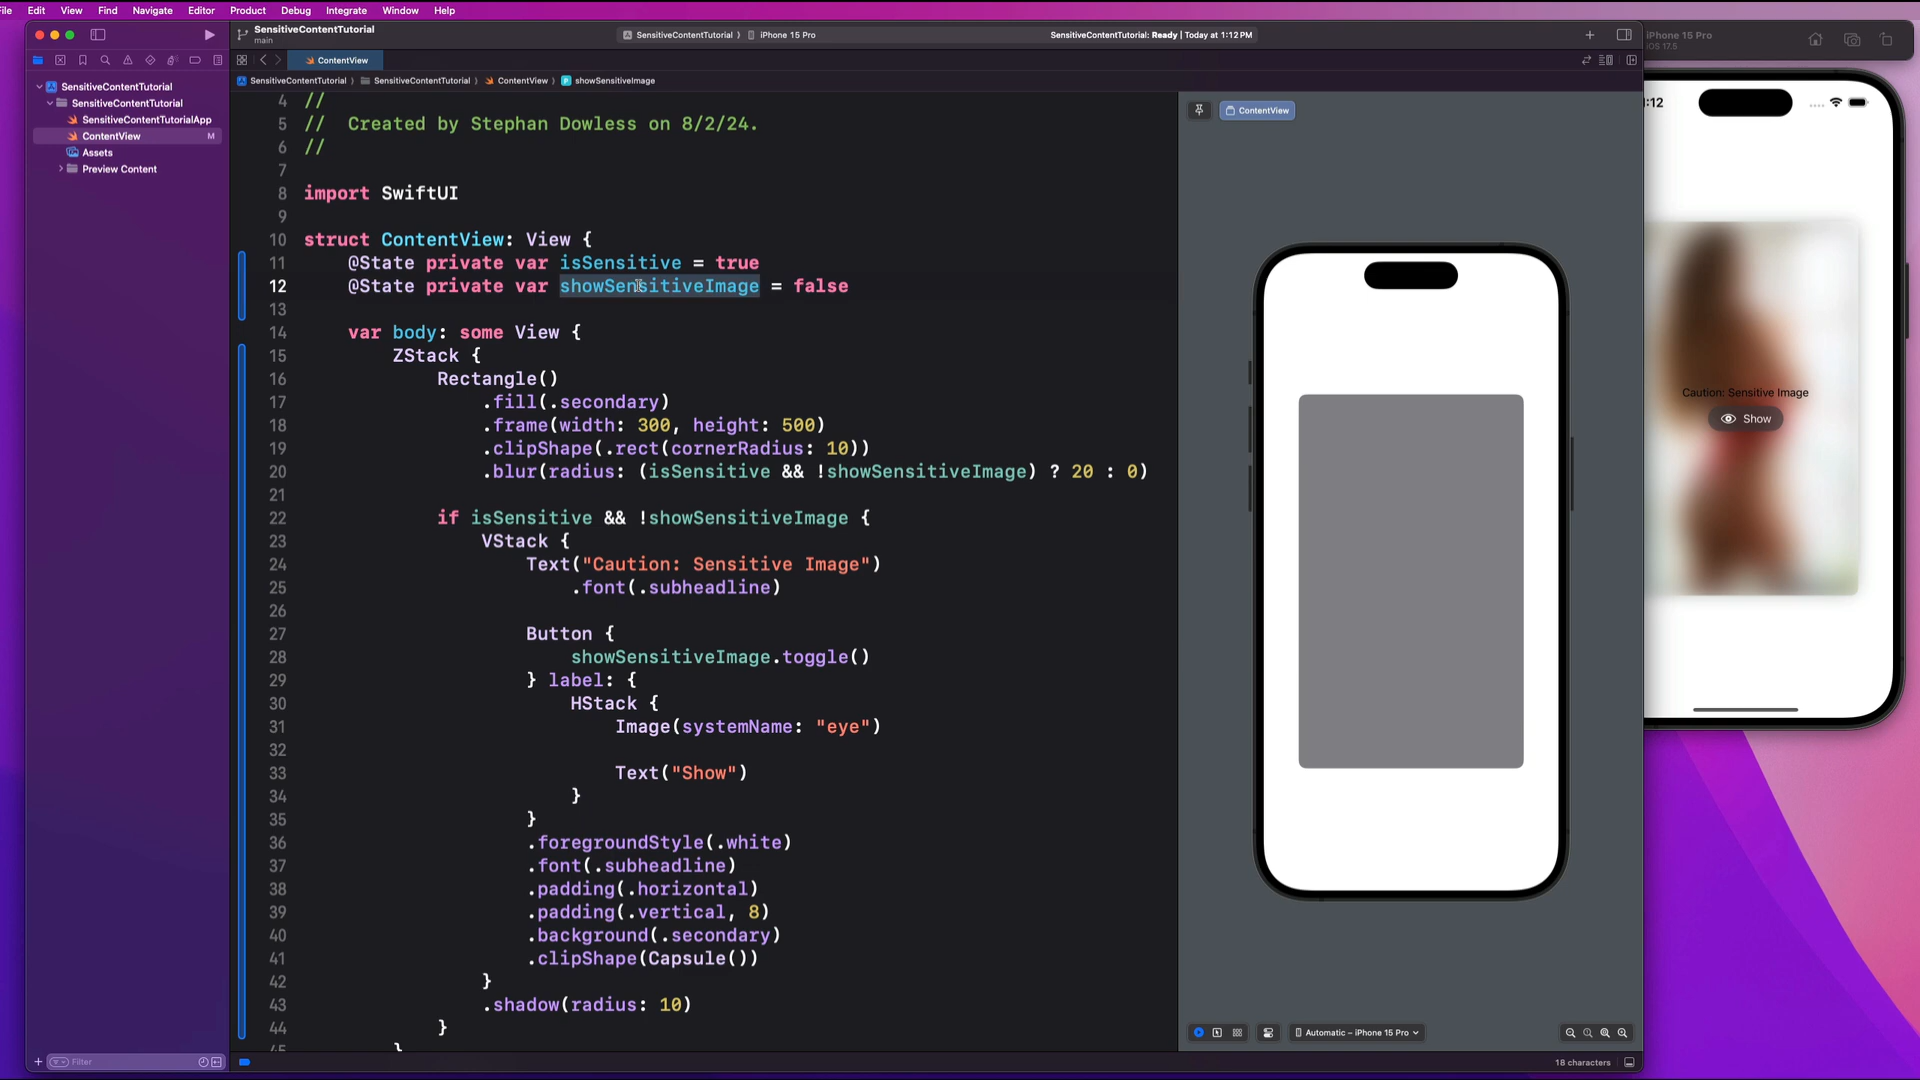 File Edit View Find Navigate Editor Product Debug Integrate Window Help
SensitiveContentTutorial
main
SensitiveContentTutorial 〉 iPhone 15 Pro
SensitiveContentTutorial: Ready | Today at 1:12 PM
ContentView
SensitiveContentTutorial 〉 SensitiveContentTutorial 〉 ContentView 〉 P showSensitiveImage
SensitiveContentTutorial
SensitiveContentTutorial
SensitiveContentTutorialApp
ContentView M
Assets
Preview Content
Filter
4 //
5 //  Created by Stephan Dowless on 8/2/24.
6 //
7
8 import SwiftUI
9
10 struct ContentView: View {
11     @State private var isSensitive = true
12     @State private var showSensitiveImage = false
13
14     var body: some View {
15         ZStack {
16             Rectangle()
17                 .fill(.secondary)
18                 .frame(width: 300, height: 500)
19                 .clipShape(.rect(cornerRadius: 10))
20                 .blur(radius: (isSensitive && !showSensitiveImage) ? 20 : 0)
21
22             if isSensitive && !showSensitiveImage {
23                 VStack {
24                     Text("Caution: Sensitive Image")
25                         .font(.subheadline)
26
27                     Button {
28                         showSensitiveImage.toggle()
29                     } label: {
30                         HStack {
31                             Image(systemName: "eye")
32
33                             Text("Show")
34                         }
35                     }
36                     .foregroundStyle(.white)
37                     .font(.subheadline)
38                     .padding(.horizontal)
39                     .padding(.vertical, 8)
40                     .background(.secondary)
41                     .clipShape(Capsule())
42                 }
43                 .shadow(radius: 10)
44             }
45         }
ContentView
Automatic – iPhone 15 Pro
18 characters
iPhone 15 Pro
iOS 17.5
:12
Caution: Sensitive Image
Show